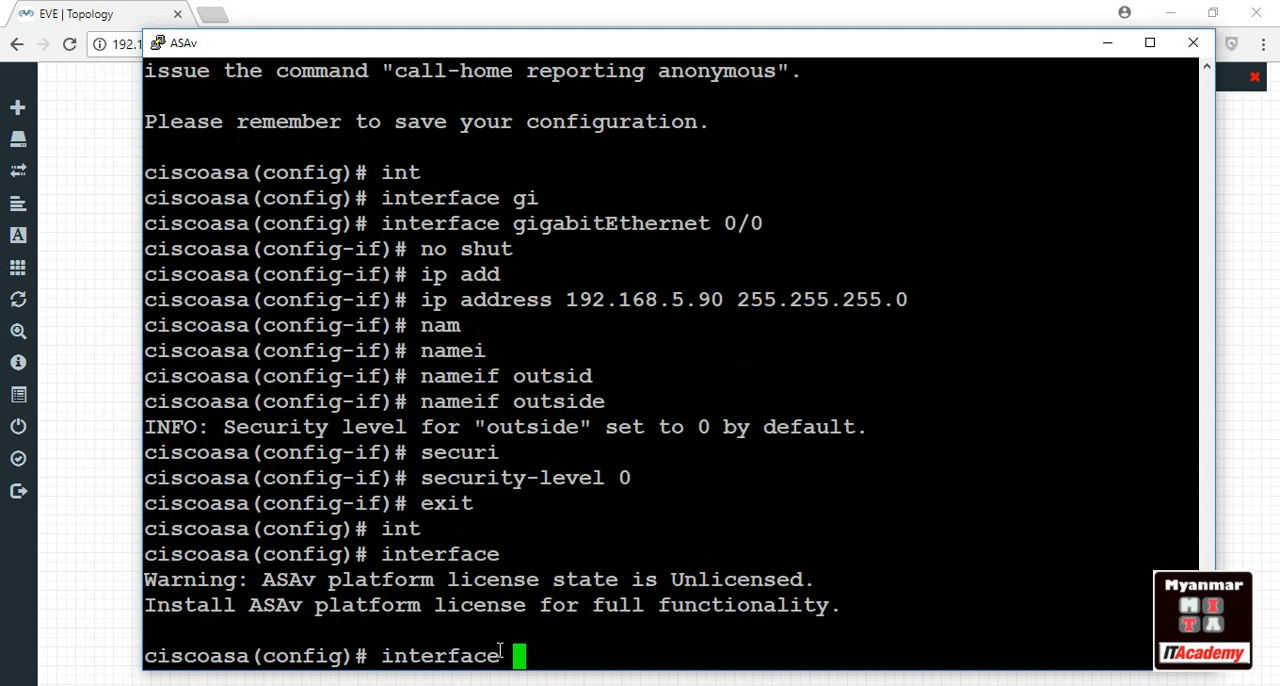 EVE | Topology
192.1
ASAv
issue the command "call-home reporting anonymous".
Please remember to save your configuration.
ciscoasa(config)# int
ciscoasa(config)# interface gi
ciscoasa(config)# interface gigabitEthernet 0/0
ciscoasa(config-if)# no shut
ciscoasa(config-if)# ip add
ciscoasa(config-if)# ip address 192.168.5.90 255.255.255.0
ciscoasa(config-if)# nam
ciscoasa(config-if)# namei
ciscoasa(config-if)# nameif outsid
ciscoasa(config-if)# nameif outside
INFO: Security level for "outside" set to 0 by default.
ciscoasa(config-if)# securi
ciscoasa(config-if)# security-level 0
ciscoasa(config-if)# exit
ciscoasa(config)# int
ciscoasa(config)# interface
Warning: ASAv platform license state is Unlicensed.
Install ASAv platform license for full functionality.
ciscoasa(config)# interface
Myanmar
M I
T A
ITAcademy